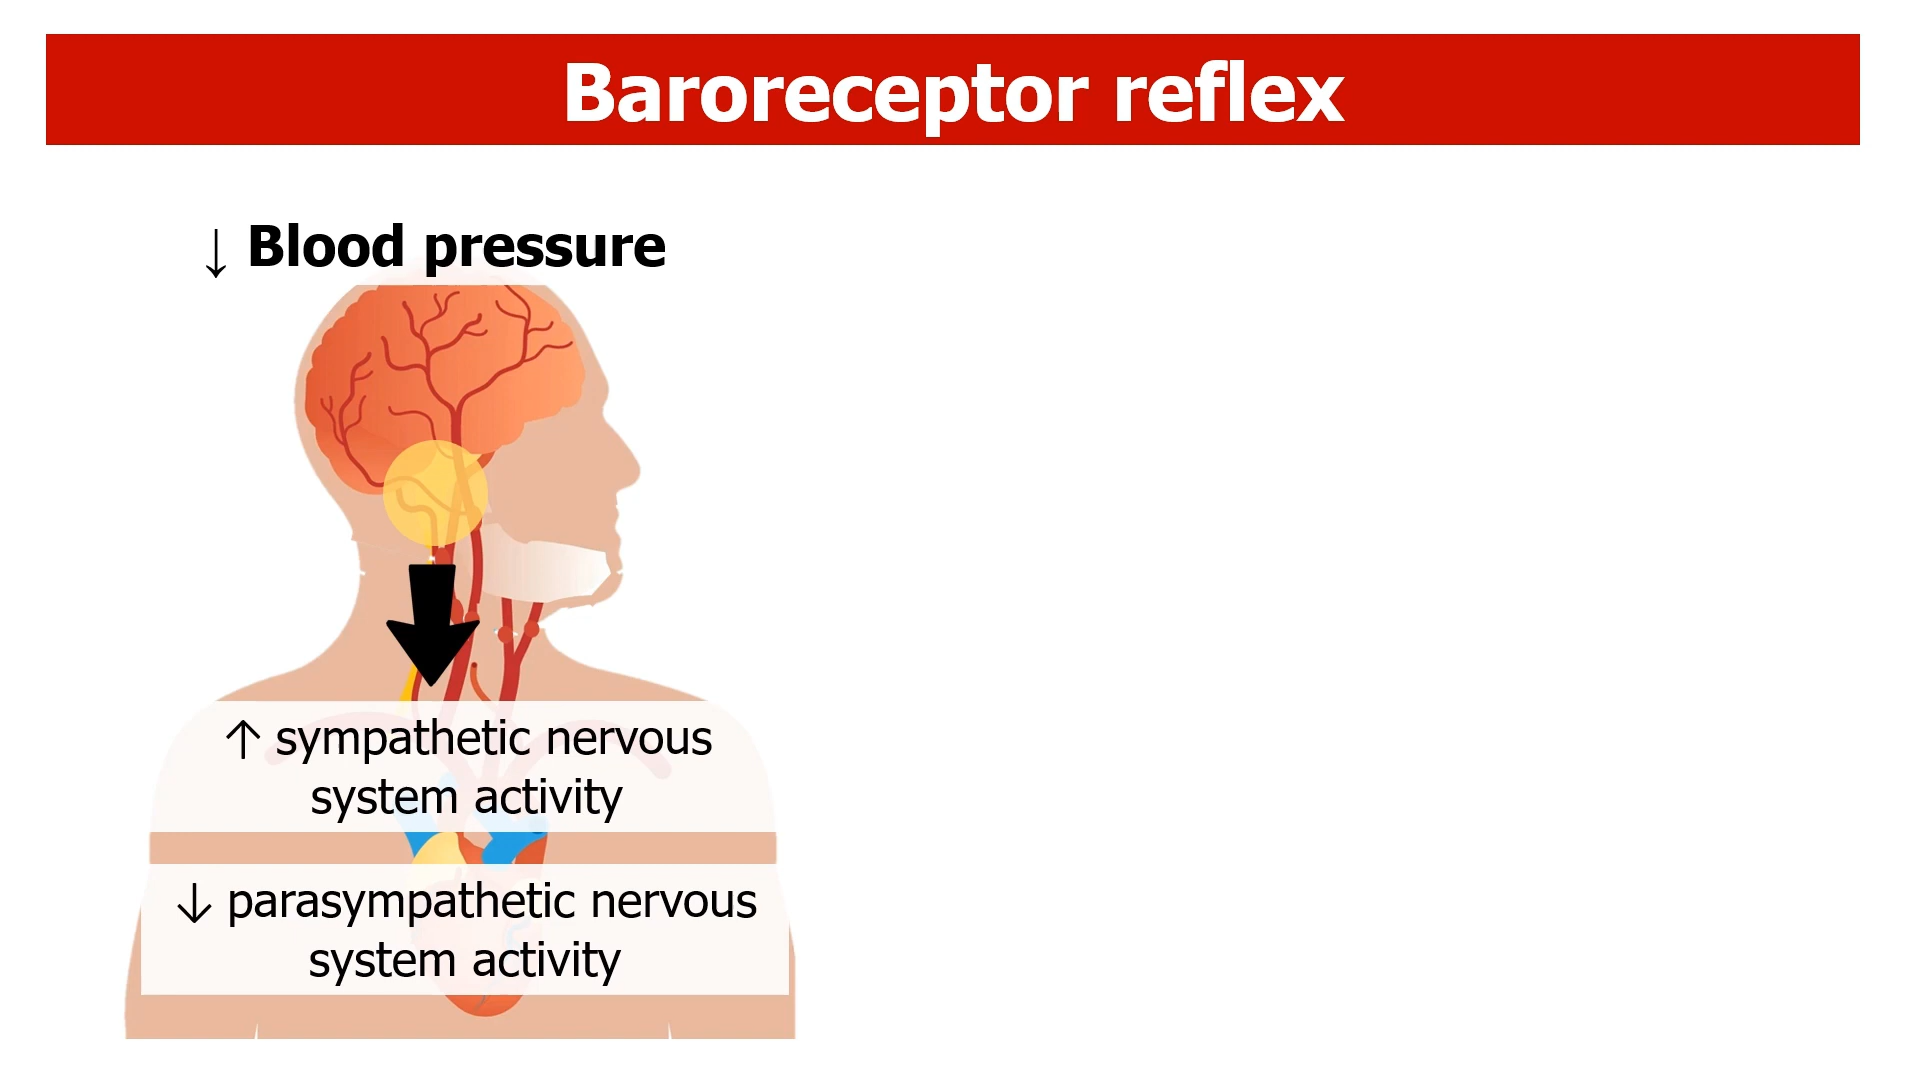 Baroreceptor reflex
↓ Blood pressure
↑ sympathetic nervous
system activity
↓ parasympathetic nervous
system activity